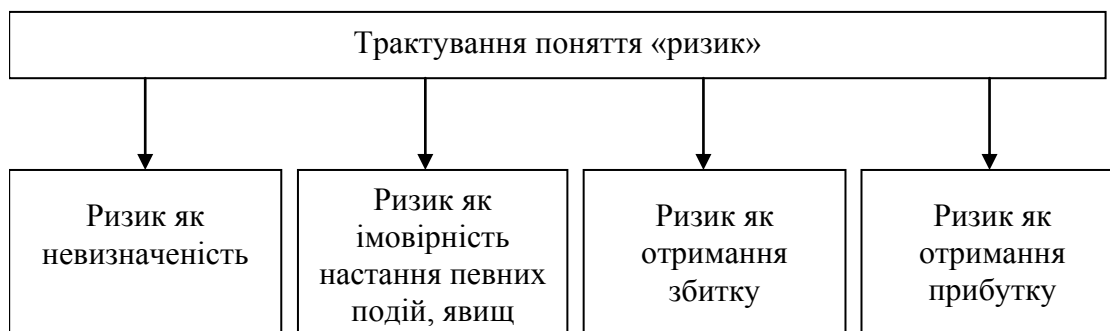 Трактування поняття «ризик»
Ризик як
невизначеність
Ризик як
імовірність
настання певних
подій, явищ
Ризик як
отримання
збитку
Ризик як
отримання
прибутку